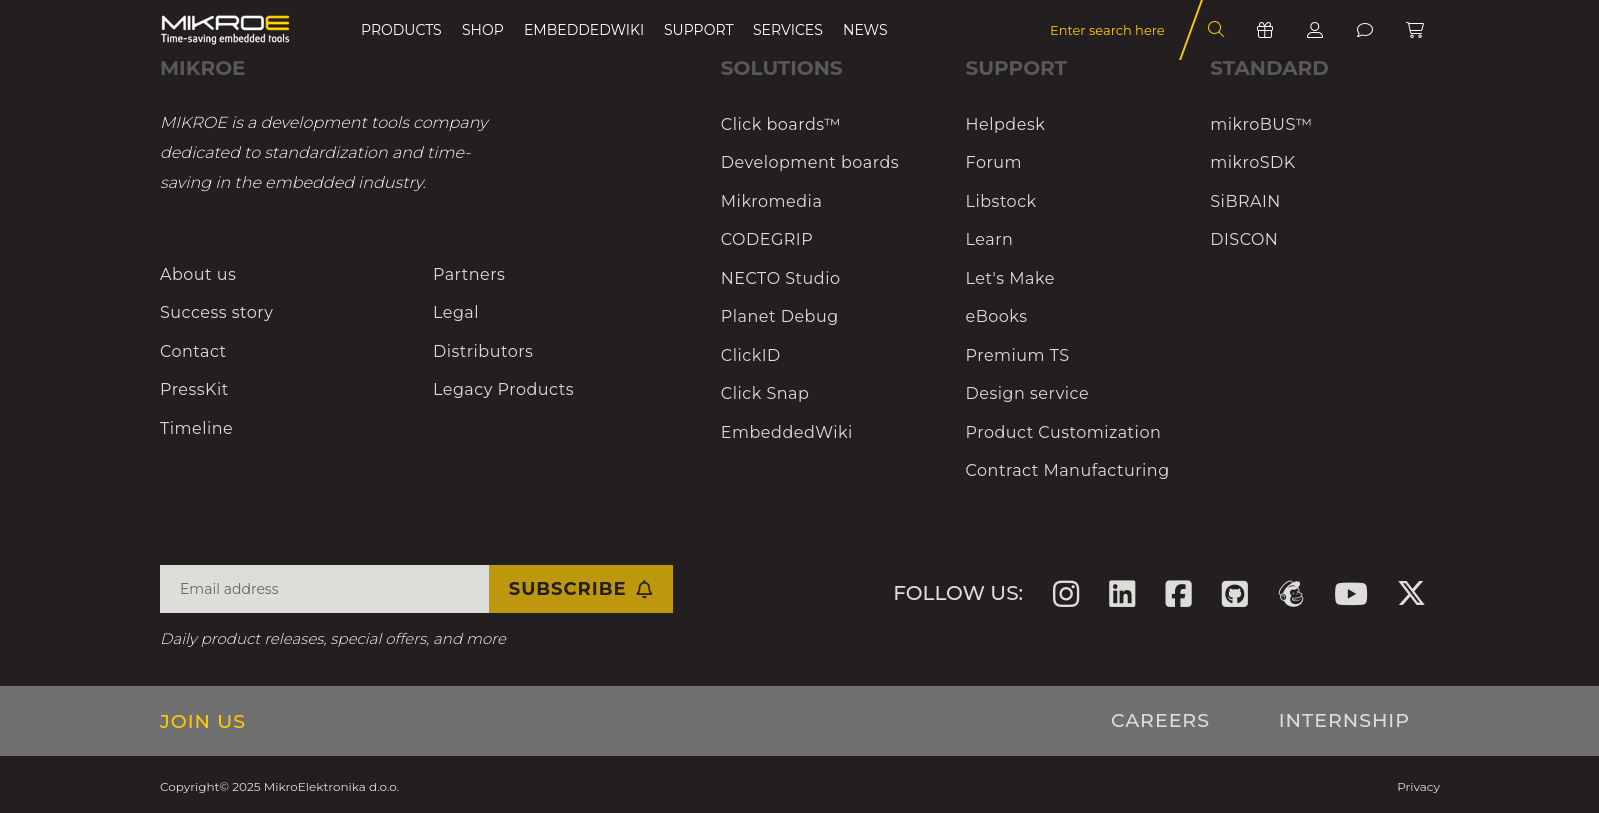 MIKROE
Time-saving embedded tools
PRODUCTS SHOP EMBEDDEDWIKI SUPPORT SERVICES NEWS
Enter search here
MIKROE
MIKROE is a development tools company
dedicated to standardization and time-
saving in the embedded industry.
About us
Success story
Contact
PressKit
Timeline
Partners
Legal
Distributors
Legacy Products
SOLUTIONS
Click boards™
Development boards
Mikromedia
CODEGRIP
NECTO Studio
Planet Debug
ClickID
Click Snap
EmbeddedWiki
SUPPORT
Helpdesk
Forum
Libstock
Learn
Let's Make
eBooks
Premium TS
Design service
Product Customization
Contract Manufacturing
STANDARD
mikroBUS™
mikroSDK
SiBRAIN
DISCON
Email address
SUBSCRIBE
Daily product releases, special offers, and more
FOLLOW US:
JOIN US
CAREERS
INTERNSHIP
Copyright© 2025 MikroElektronika d.o.o.
Privacy